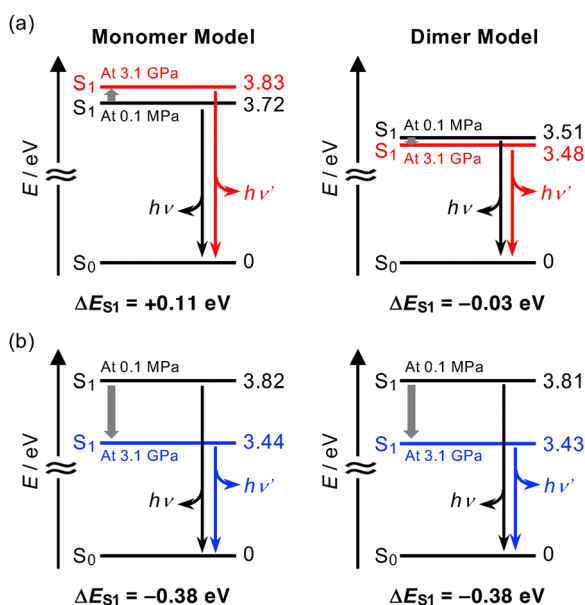 (a)
Monomer Model
Dimer Model
E / eV
S1 At 3.1 GPa 3.83
S1 At 0.1 MPa 3.72
hν hν’
S0 0
ΔES1 = +0.11 eV
E / eV
S1 At 0.1 MPa 3.51
S1 At 3.1 GPa 3.48
hν hν’
S0 0
ΔES1 = −0.03 eV
(b)
E / eV
S1 At 0.1 MPa 3.82
S1 At 3.1 GPa 3.44
hν hν’
S0 0
ΔES1 = −0.38 eV
E / eV
S1 At 0.1 MPa 3.81
S1 At 3.1 GPa 3.43
hν hν’
S0 0
ΔES1 = −0.38 eV